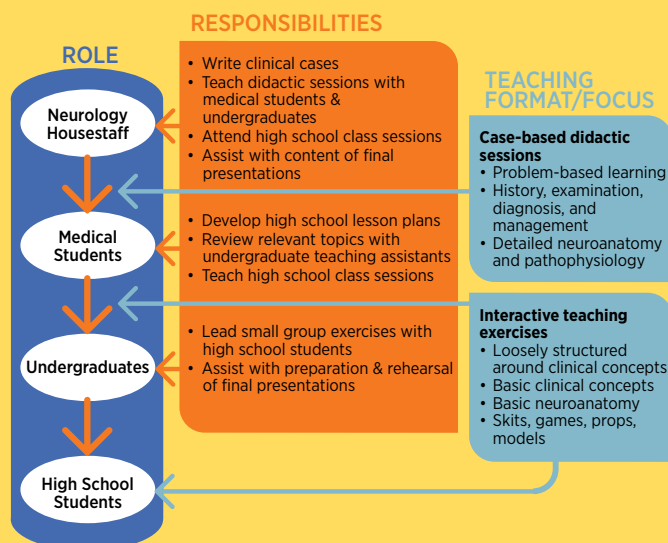 RESPONSIBILITIES
ROLE
Neurology
Housestaff
Medical
Students
Undergraduates
High School
Students
• Write clinical cases
• Teach didactic sessions with
medical students &
undergraduates
• Attend high school class sessions
• Assist with content of final
presentations
• Develop high school lesson plans
• Review relevant topics with
undergraduate teaching assistants
• Teach high school class sessions
• Lead small group exercises with
high school students
• Assist with preparation & rehearsal
of final presentations
TEACHING
FORMAT/FOCUS
Case-based didactic
sessions
• Problem-based learning
• History, examination,
diagnosis, and
management
• Detailed neuroanatomy
and pathophysiology
Interactive teaching
exercises
• Loosely structured
around clinical concepts
• Basic clinical concepts
• Basic neuroanatomy
• Skits, games, props,
models